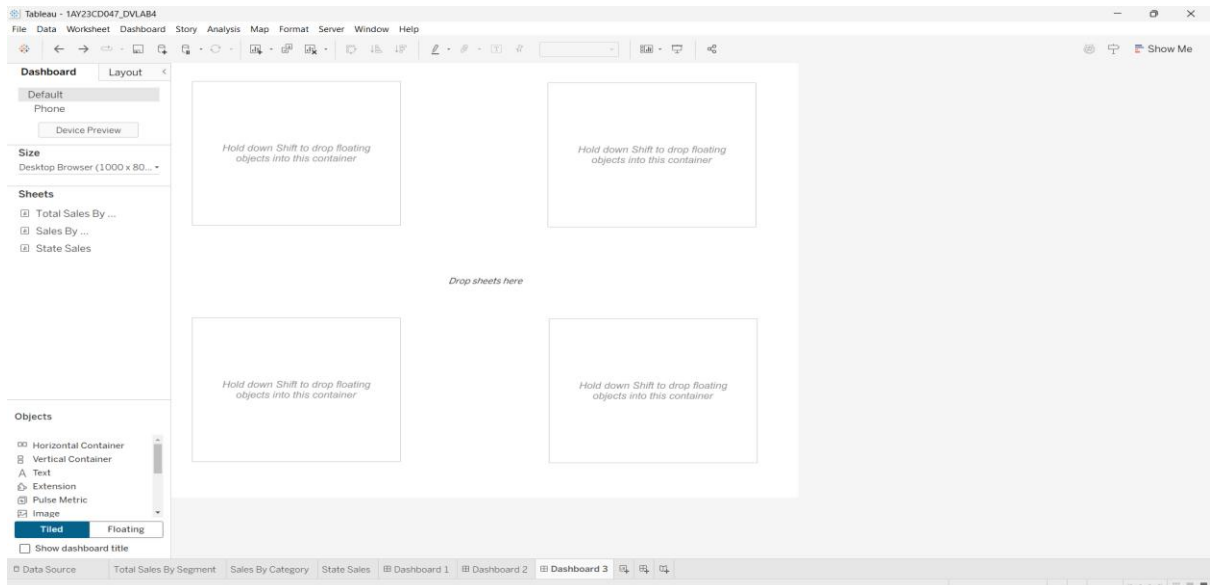 Tableau - 1AY23CD047_DVLAB4
File Data Worksheet Dashboard Story Analysis Map Format Server Window Help
Show Me
Dashboard Layout
Default
Phone
Device Preview
Size
Desktop Browser (1000 x 80...
Sheets
Total Sales By ...
Sales By ...
State Sales
Hold down Shift to drop floating
objects into this container
Hold down Shift to drop floating
objects into this container
Drop sheets here
Hold down Shift to drop floating
objects into this container
Hold down Shift to drop floating
objects into this container
Objects
Horizontal Container
Vertical Container
A Text
Extension
Pulse Metric
Image
Tiled Floating
Show dashboard title
Data Source Total Sales By Segment Sales By Category State Sales Dashboard 1 Dashboard 2 Dashboard 3